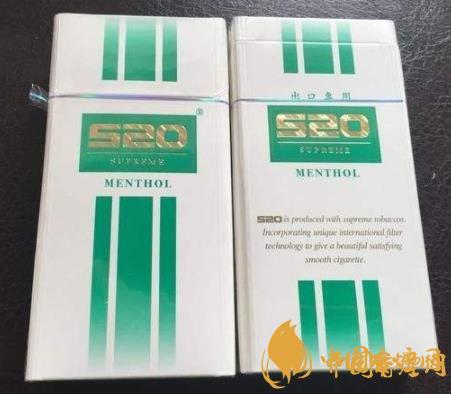 520
®
SUPREME
MENTHOL
出口专用
520
SUPREME
MENTHOL
520 is produced with supreme tobaccos.
Incorporating unique international filter
technology to give a beautiful satisfying
smooth cigarette.
中国香烟网